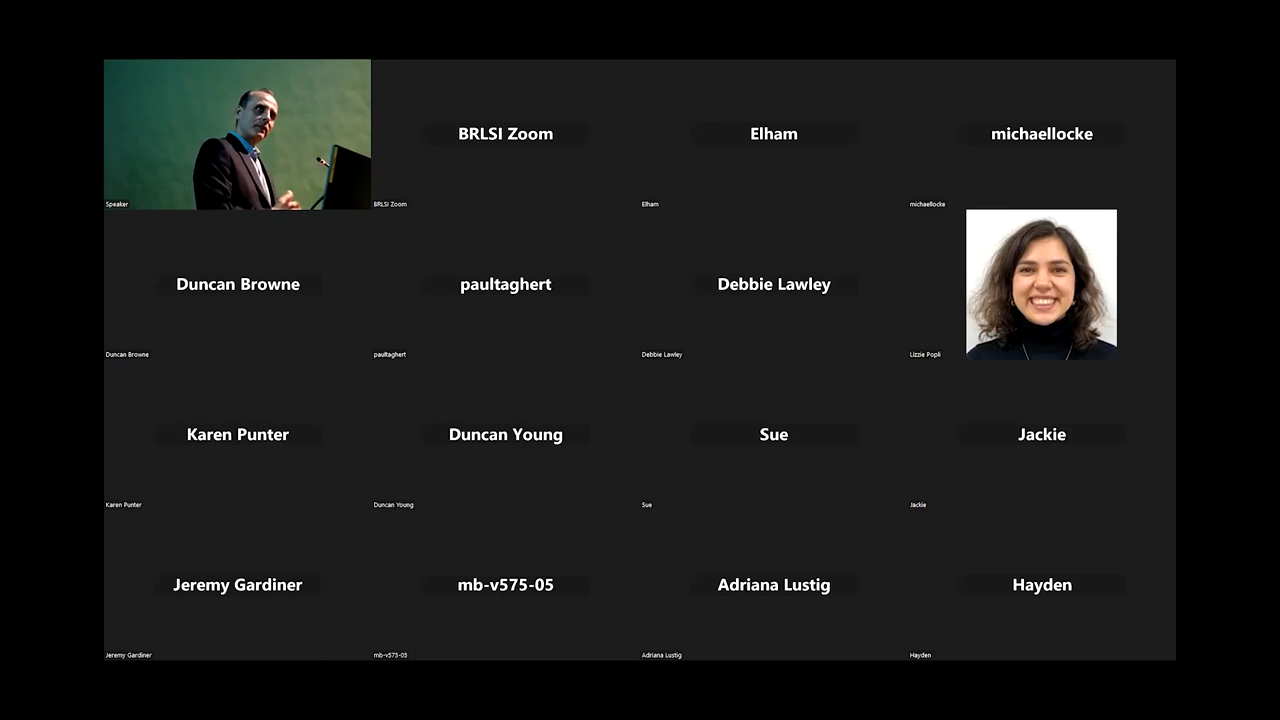 BRLSI Zoom
Elham
michaellocke
Speaker
BRLSI Zoom
Elham
michaellocke
Duncan Browne
paultaghert
Debbie Lawley
Duncan Browne
paultaghert
Debbie Lawley
Lizzie Popli
Karen Punter
Duncan Young
Sue
Jackie
Karen Punter
Duncan Young
Sue
Jackie
Jeremy Gardiner
mb-v575-05
Adriana Lustig
Hayden
Jeremy Gardiner
mb-v575-05
Adriana Lustig
Hayden